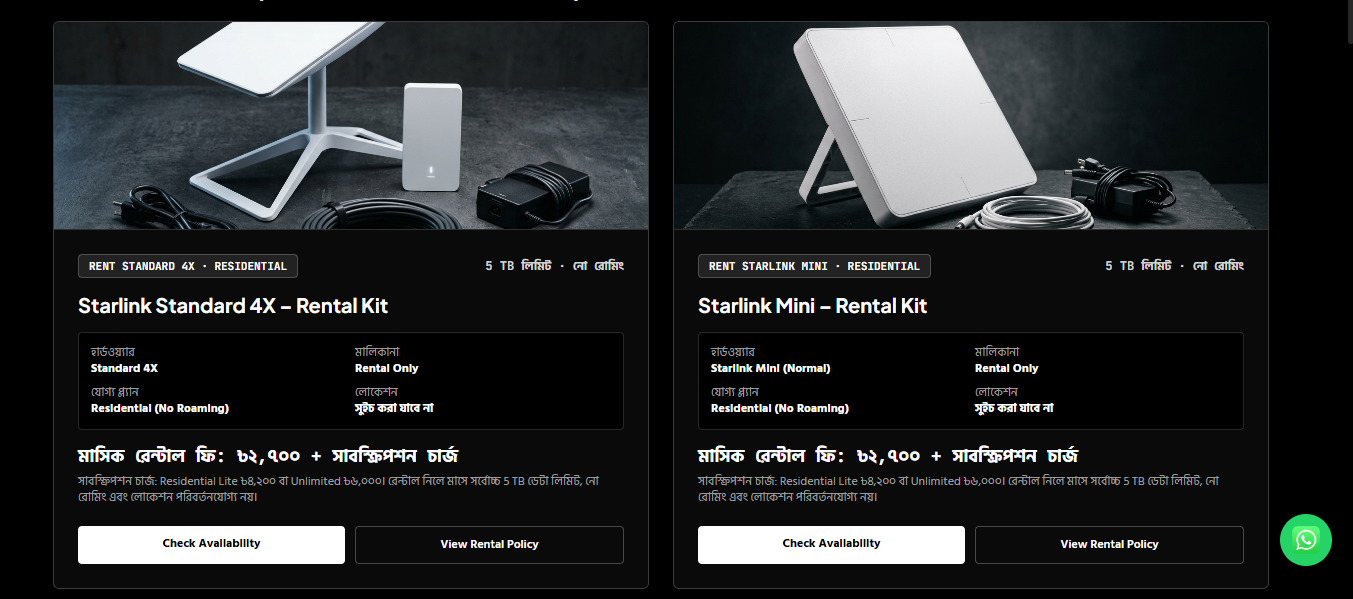 RENT STANDARD 4X · RESIDENTIAL
5 TB লিমিট · নো রোমিং
Starlink Standard 4X – Rental Kit
হার্ডওয়্যার
মালিকানা
Standard 4X
Rental Only
যোগ্য প্ল্যান
লোকেশন
Residential (No Roaming)
সুইচ করা যাবে না
মাসিক রেন্টাল ফি: ৳২,৭০০ + সাবস্ক্রিপশন চার্জ
সাবস্ক্রিপশন চার্জ: Residential Lite ৳৪,২০০ বা Unlimited ৳৬,০০০। রেন্টাল নিলে মাসে সর্বোচ্চ 5 TB ডেটা লিমিট, নো
রোমিং এবং লোকেশন পরিবর্তনযোগ্য নয়।
Check Availability
View Rental Policy
RENT STARLINK MINI · RESIDENTIAL
5 TB লিমিট · নো রোমিং
Starlink Mini – Rental Kit
হার্ডওয়্যার
মালিকানা
Starlink Mini (Normal)
Rental Only
যোগ্য প্ল্যান
লোকেশন
Residential (No Roaming)
সুইচ করা যাবে না
মাসিক রেন্টাল ফি: ৳২,৭০০ + সাবস্ক্রিপশন চার্জ
সাবস্ক্রিপশন চার্জ: Residential Lite ৳৪,২০০ বা Unlimited ৳৬,০০০। রেন্টাল নিলে মাসে সর্বোচ্চ 5 TB ডেটা লিমিট, নো
রোমিং এবং লোকেশন পরিবর্তনযোগ্য নয়।
Check Availability
View Rental Policy